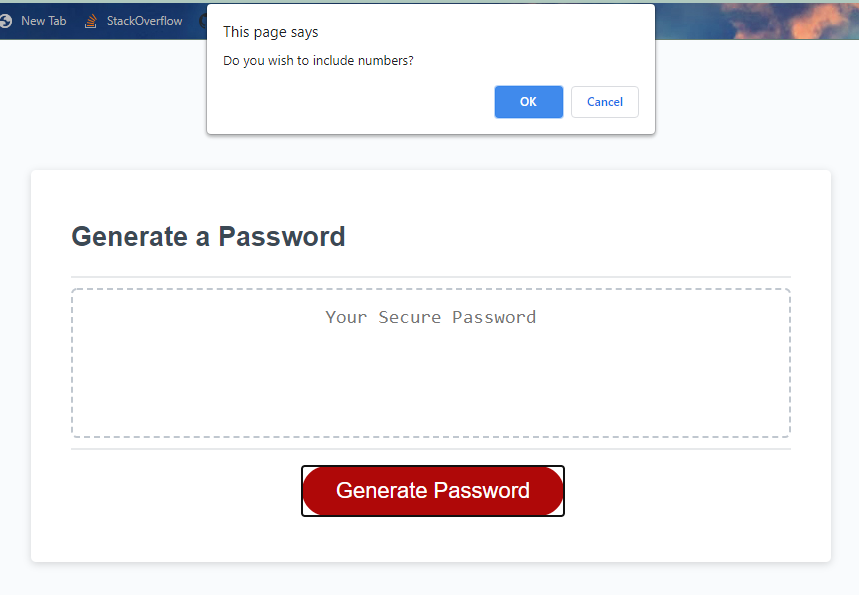 New Tab
StackOverflow
This page says
Do you wish to include numbers?
OK
Cancel
Generate a Password
Your Secure Password
Generate Password